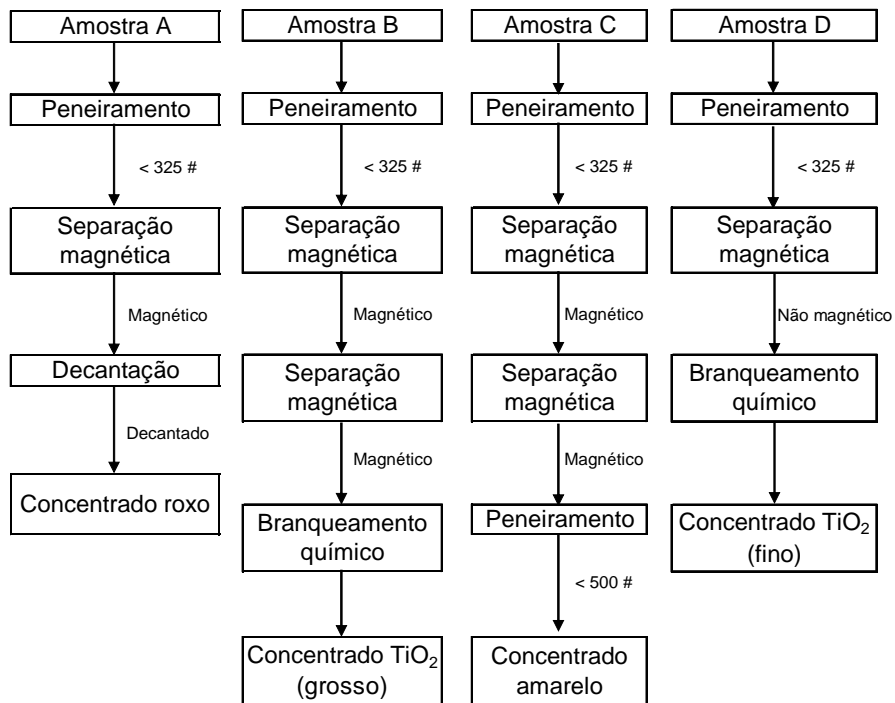 Amostra A
Peneiramento
< 325 #
Separação
magnética
Magnético
Decantação
Decantado
Concentrado roxo
Amostra B
Peneiramento
< 325 #
Separação
magnética
Magnético
Separação
magnética
Magnético
Branqueamento
químico
Concentrado TiO₂
(grosso)
Amostra C
Peneiramento
< 325 #
Separação
magnética
Magnético
Separação
magnética
Magnético
Peneiramento
< 500 #
Concentrado
amarelo
Amostra D
Peneiramento
< 325 #
Separação
magnética
Não magnético
Branqueamento
químico
Concentrado TiO₂
(fino)